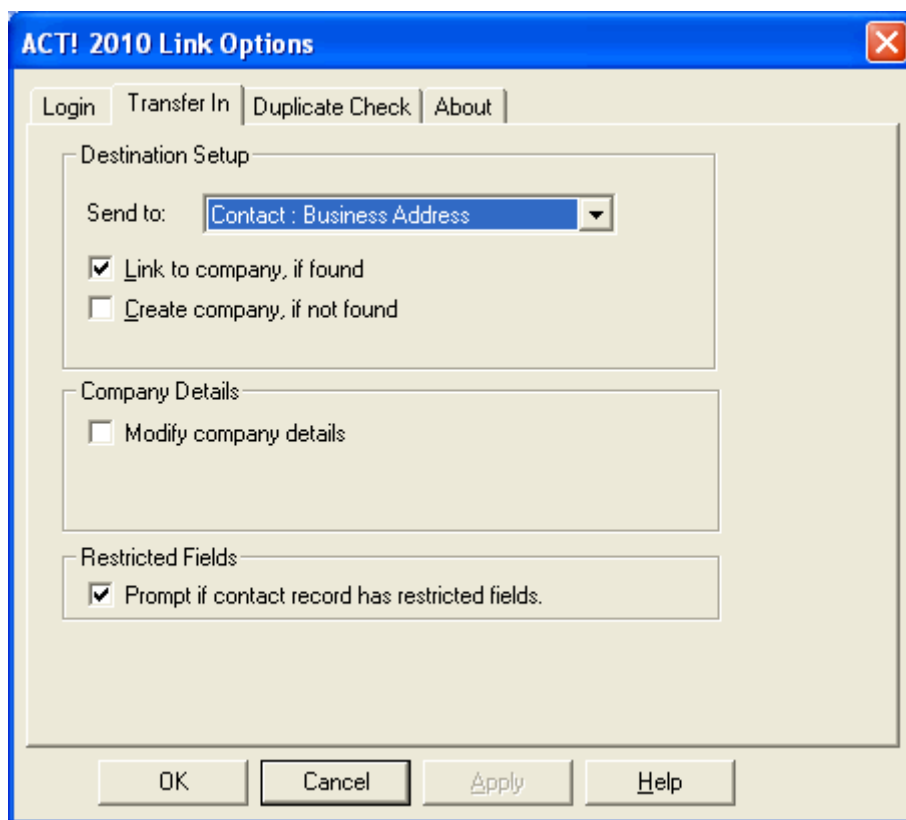 ACT! 2010 Link Options
Login Transfer In Duplicate Check About
Destination Setup
Send to: Contact : Business Address
Link to company, if found
Create company, if not found
Company Details
Modify company details
Restricted Fields
Prompt if contact record has restricted fields.
OK Cancel Apply Help